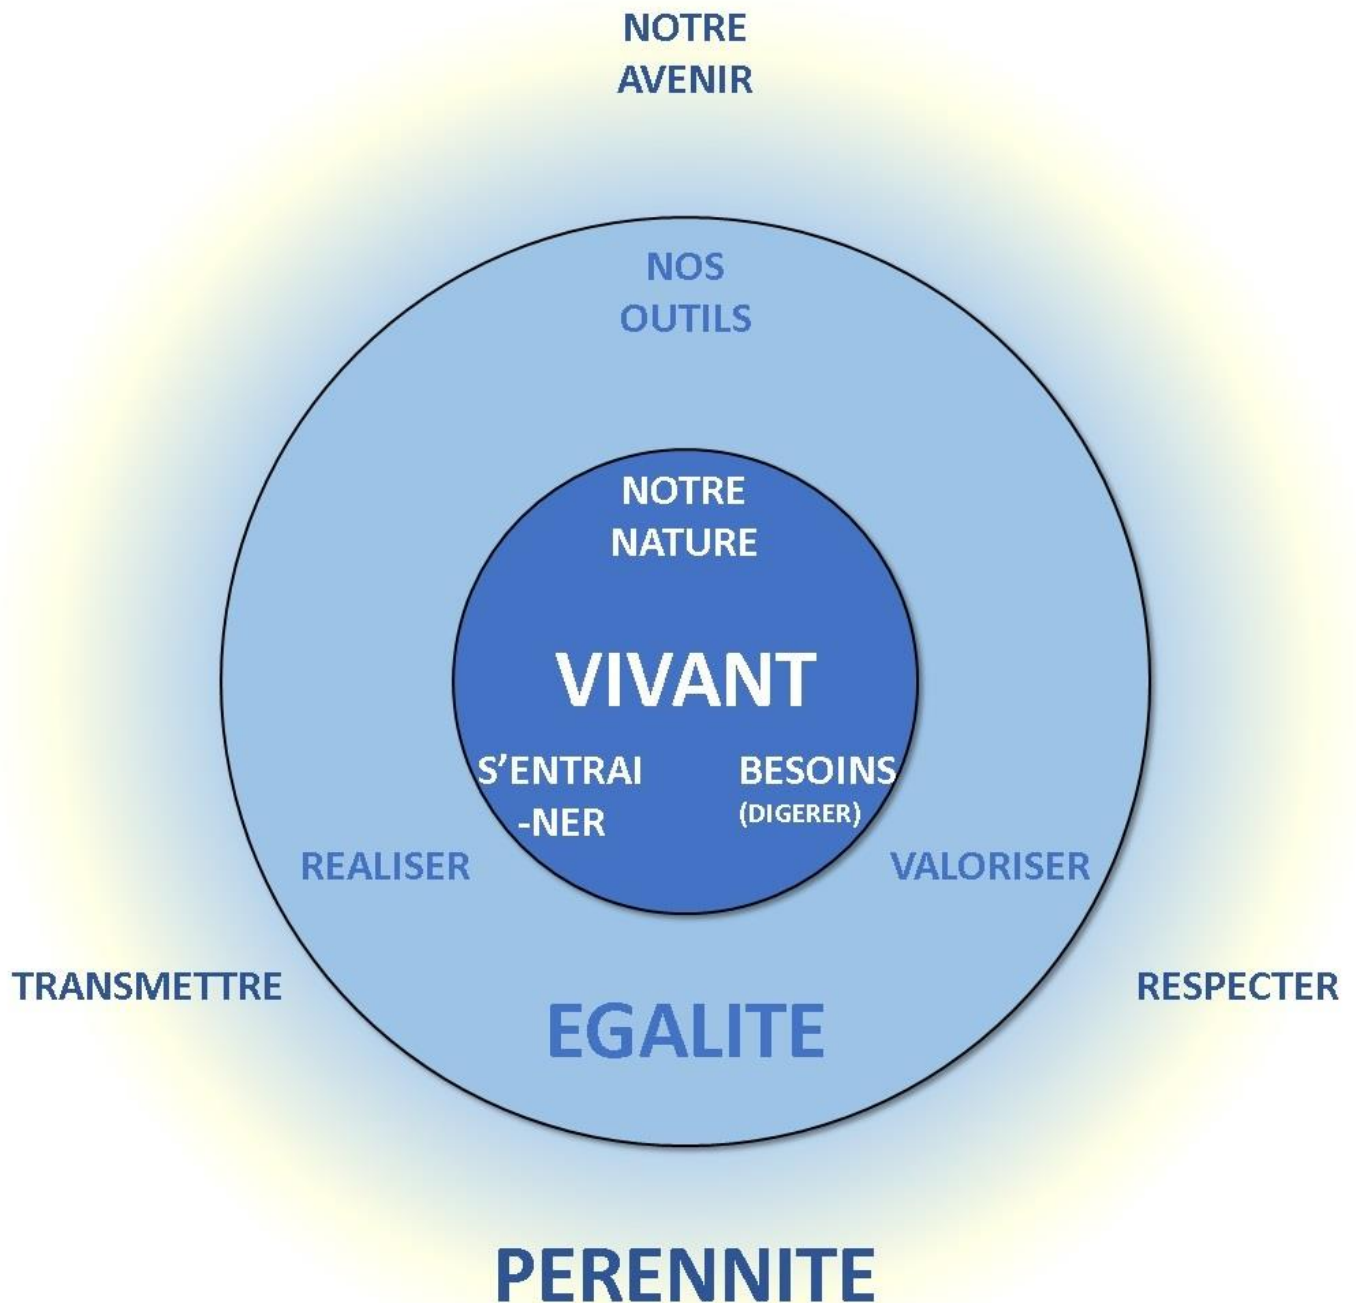 NOTRE
AVENIR
NOS
OUTILS
NOTRE
NATURE
VIVANT
S’ENTRAI
-NER
BESOINS
(DIGERER)
REALISER
VALORISER
TRANSMETTRE
RESPECTER
EGALITE
PERENNITE